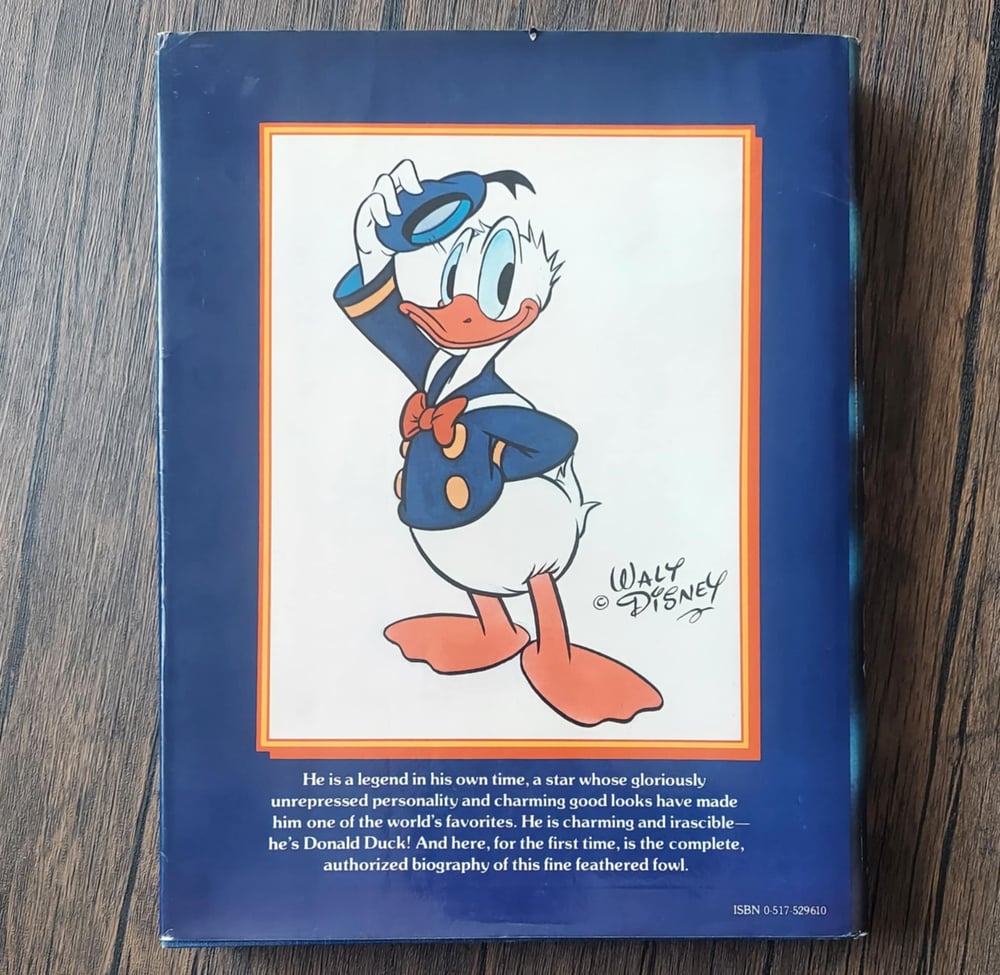 WALT
© DISNEY
He is a legend in his own time, a star whose gloriously
unrepressed personality and charming good looks have made
him one of the world's favorites. He is charming and irascible—
he's Donald Duck! And here, for the first time, is the complete,
authorized biography of this fine feathered fowl.
ISBN 0-517-529610